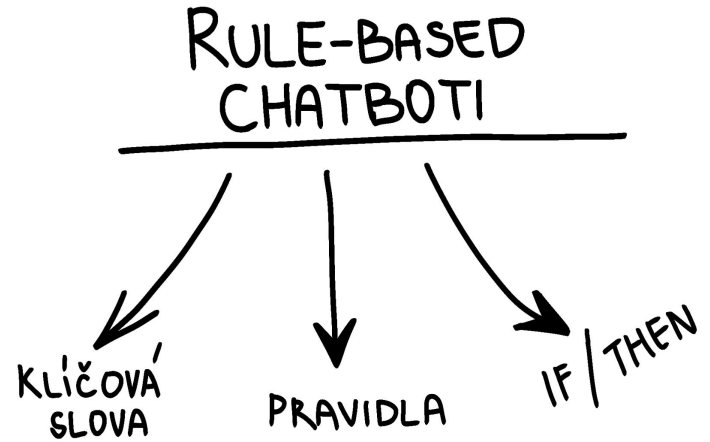 RULE-BASED
CHATBOTI
KLÍČOVÁ
SLOVA
PRAVIDLA
IF / THEN